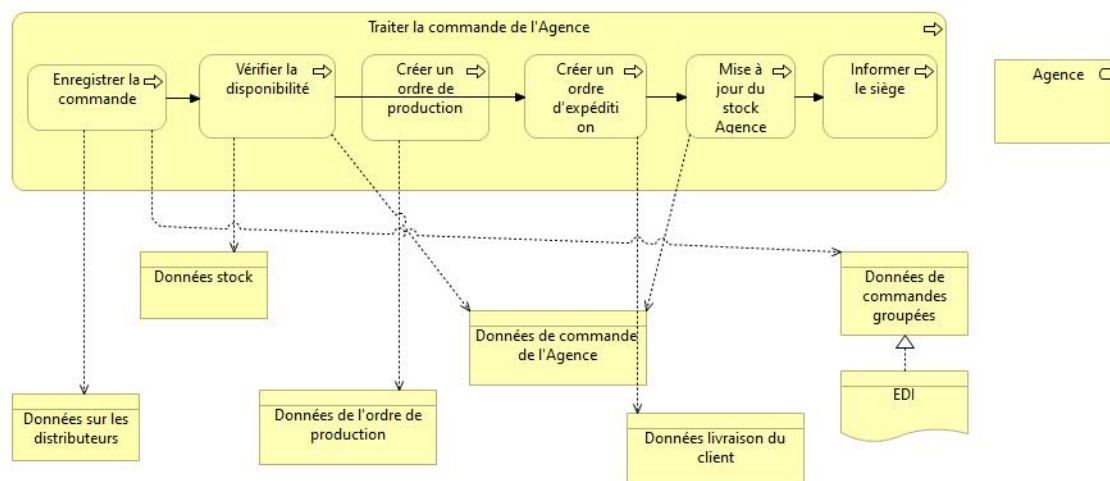 Traiter la commande de l'Agence
Enregistrer la
commande
Vérifier la
disponibilité
Créer un
ordre de
production
Créer un
ordre
d'expéditi
on
Mise à
jour du
stock
Agence
Informer
le siège
Agence
Données stock
Données de
commandes
groupées
Données de commande
de l'Agence
EDI
Données sur les
distributeurs
Données de l'ordre de
production
Données livraison du
client